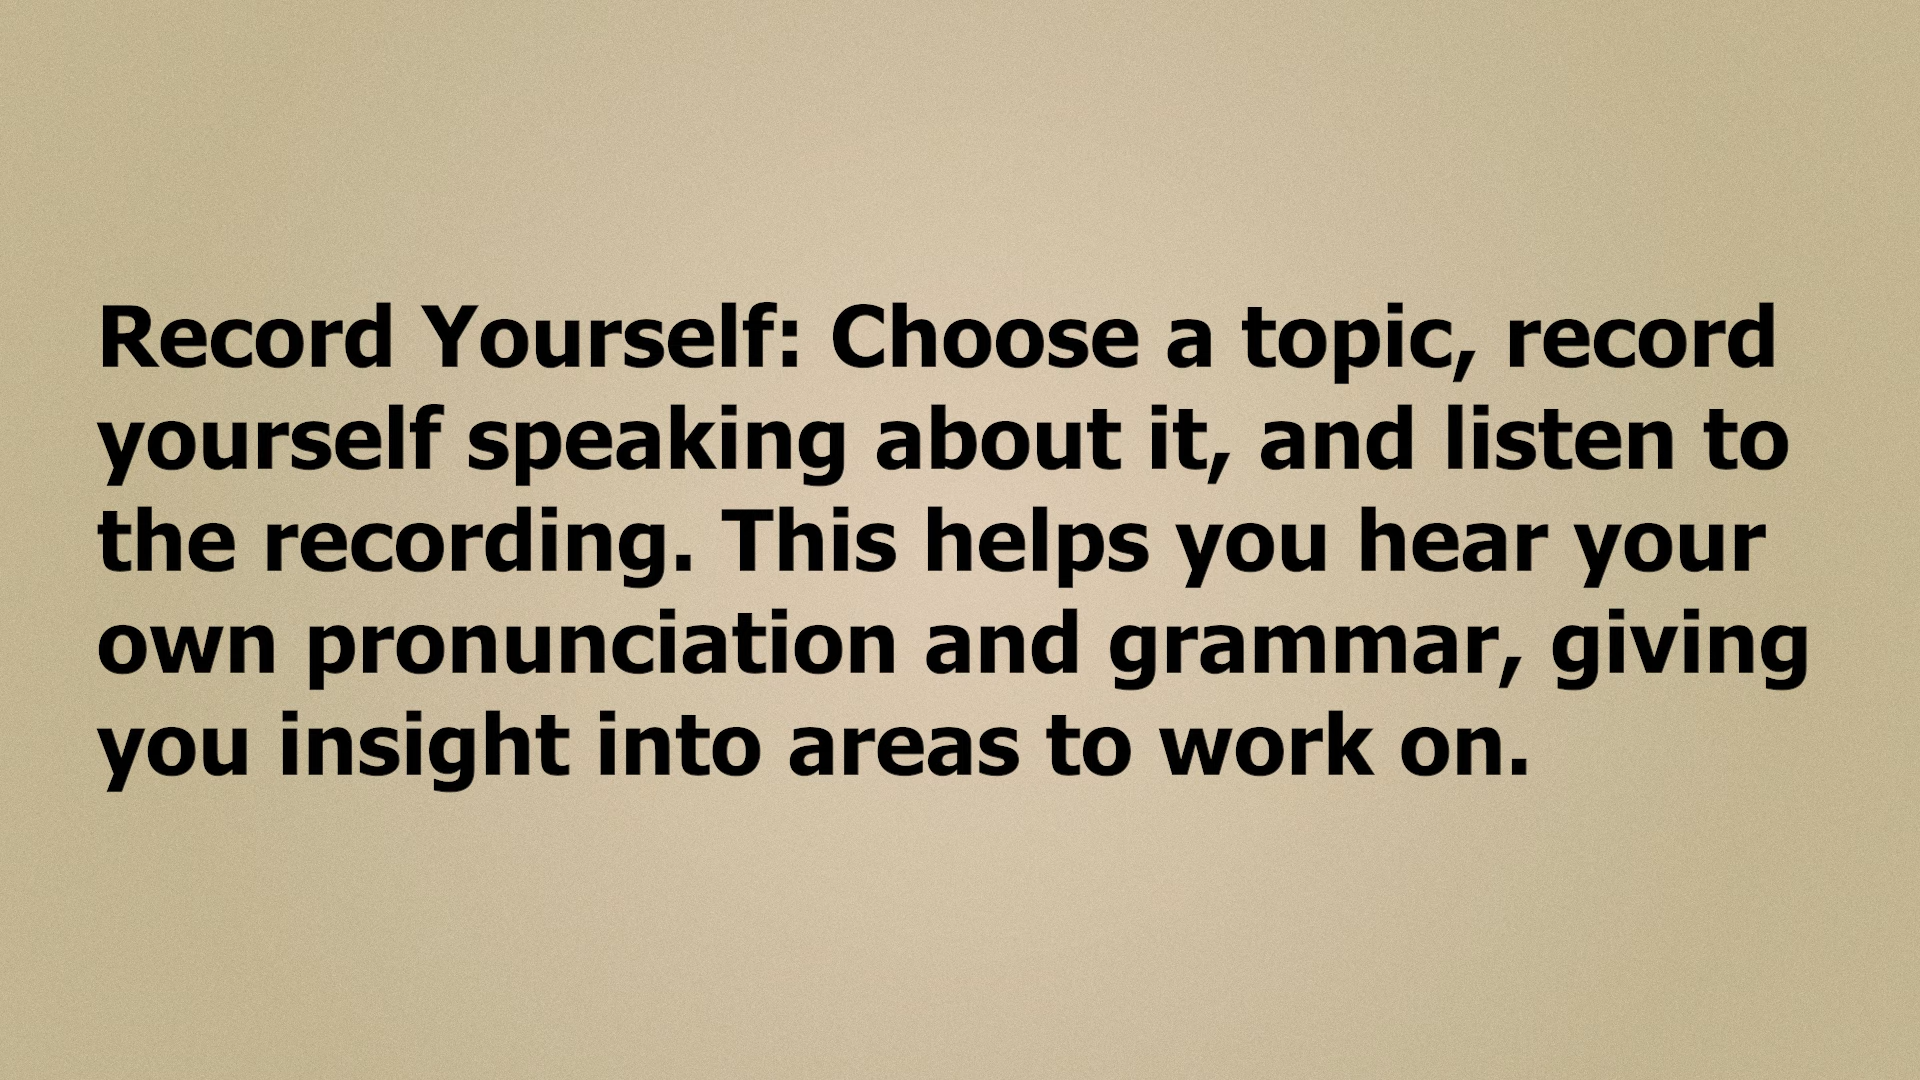 Record Yourself: Choose a topic, record
yourself speaking about it, and listen to
the recording. This helps you hear your
own pronunciation and grammar, giving
you insight into areas to work on.